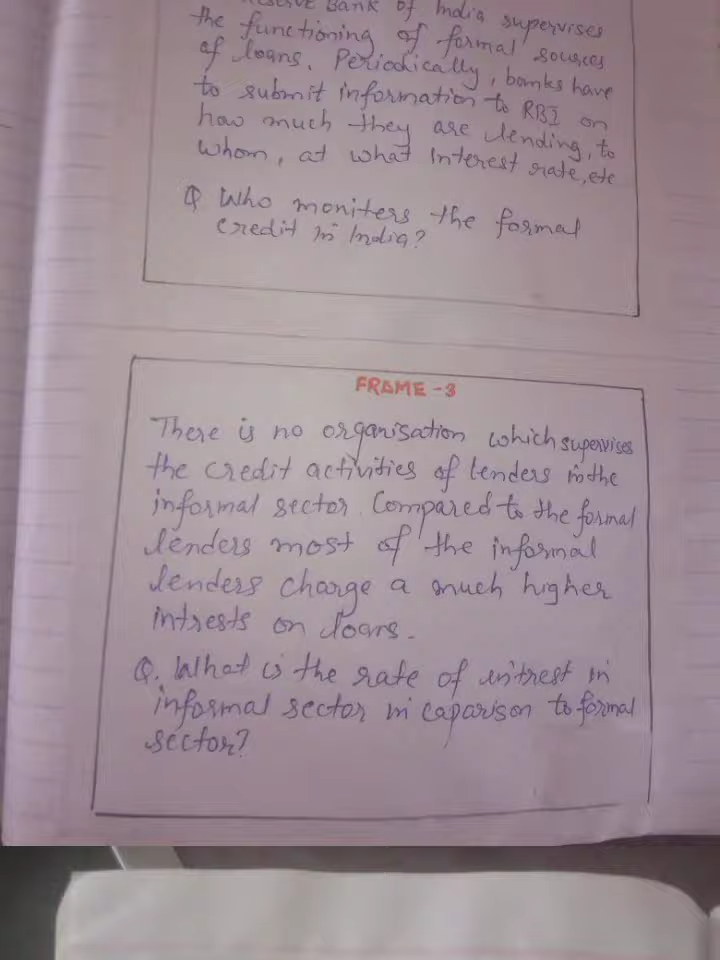 Bank of India supervises
the functioning of formal sources
of loans. Periodically, banks have
to submit information to RBI on
how much they are lending, to
whom, at what interest rate, etc
Q Who moniters the formal
credit in India?
FRAME - 3
There is no organisation which supervises
the credit activities of lenders in the
informal sector. Compared to the formal
lenders most of the informal
lenders charge a much higher
intrests on loans.
Q. What is the rate of intrest in
informal sector in caparison to formal
sector?